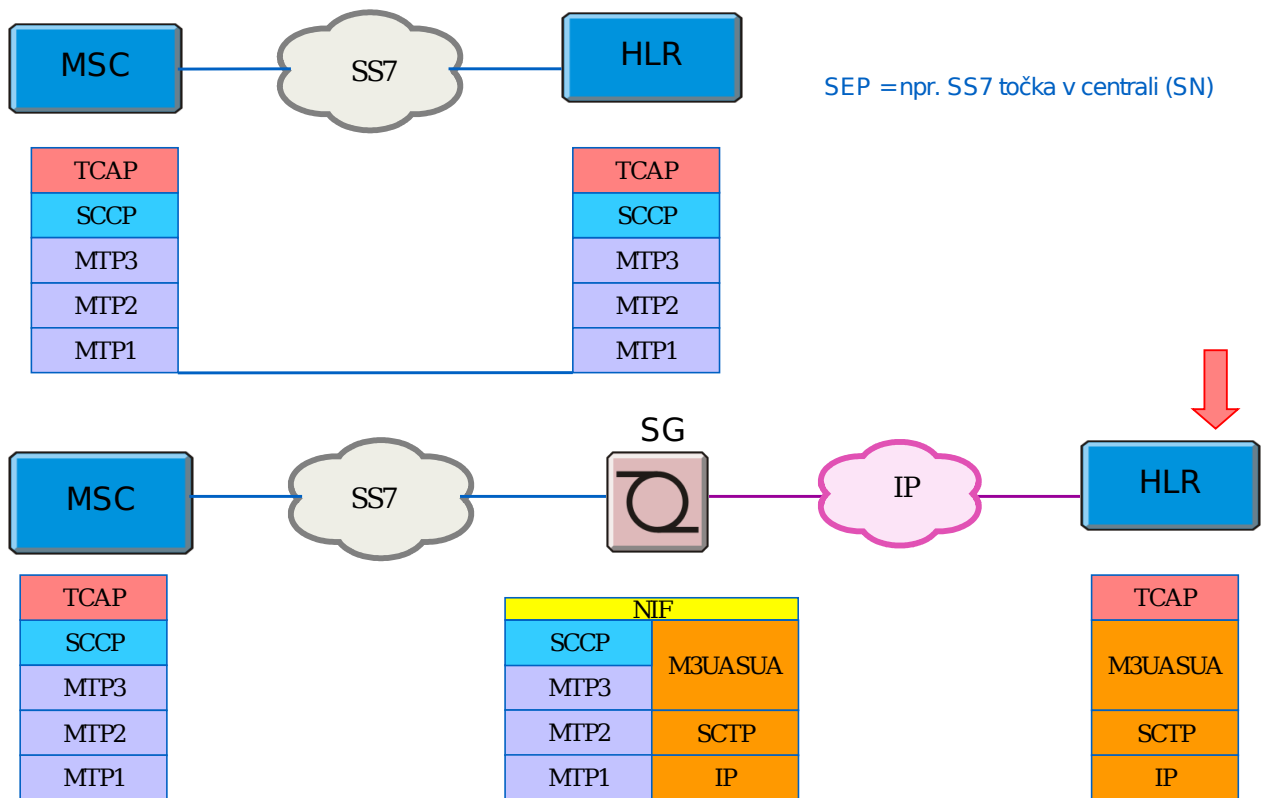 MSC
SS7
HLR
SEP = npr. SS7 točka v centrali (SN)
TCAP
SCCP
MTP3
MTP2
MTP1
TCAP
SCCP
MTP3
MTP2
MTP1
MSC
SS7
SG
IP
HLR
TCAP
SCCP
MTP3
MTP2
MTP1
NIF
SCCP
MTP3
MTP2
MTP1
M3UASUA
SCTP
IP
TCAP
M3UASUA
SCTP
IP